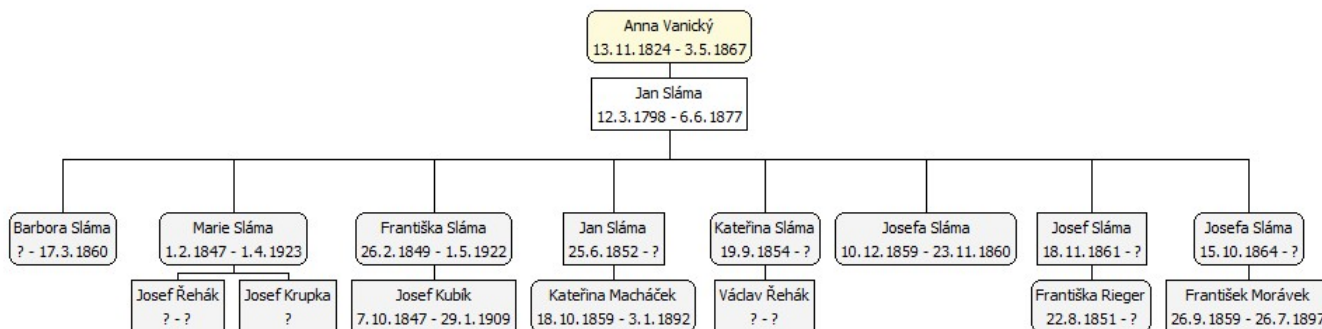 Anna Vanický
13.11.1824 - 3.5.1867
Jan Sláma
12.3.1798 - 6.6.1877
Barbora Sláma
? - 17.3.1860
Marie Sláma
1.2.1847 - 1.4.1923
Františka Sláma
26.2.1849 - 1.5.1922
Jan Sláma
25.6.1852 - ?
Kateřina Sláma
19.9.1854 - ?
Josefa Sláma
10.12.1859 - 23.11.1860
Josef Sláma
18.11.1861 - ?
Josefa Sláma
15.10.1864 - ?
Josef Řehák
? - ?
Josef Krupka
?
Josef Kubík
7.10.1847 - 29.1.1909
Kateřina Macháček
18.10.1859 - 3.1.1892
Václav Řehák
? - ?
Františka Rieger
22.8.1851 - ?
František Morávek
26.9.1859 - 26.7.1897